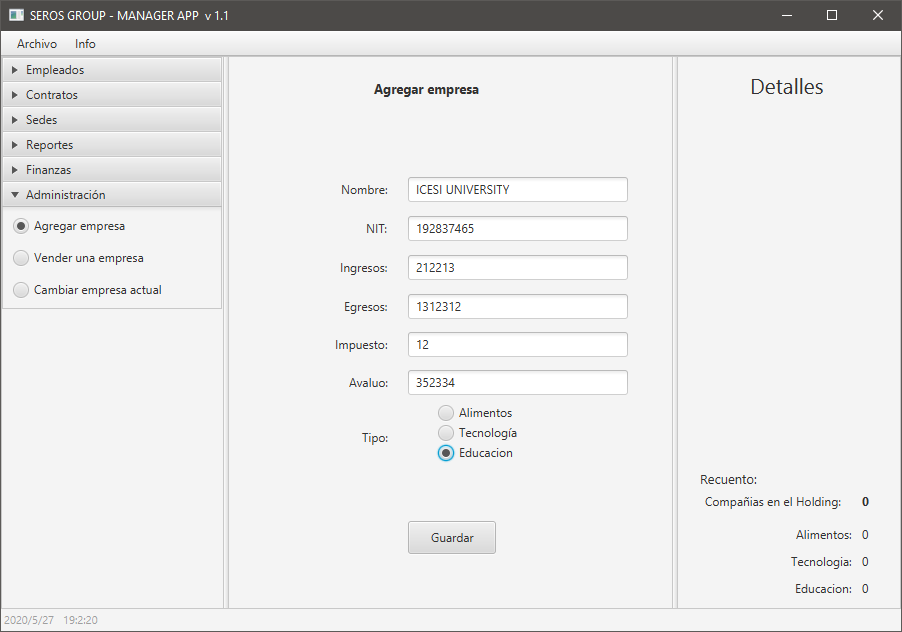 SEROS GROUP - MANAGER APP v 1.1
Archivo Info
Empleados
Contratos
Sedes
Reportes
Finanzas
Administración
Agregar empresa
Vender una empresa
Cambiar empresa actual
Agregar empresa
Nombre: ICESI UNIVERSITY
NIT: 192837465
Ingresos: 212213
Egresos: 1312312
Impuesto: 12
Avaluo: 352334
Tipo:
Alimentos
Tecnología
Educacion
Guardar
Detalles
Recuento:
Compañias en el Holding: 0
Alimentos: 0
Tecnologia: 0
Educacion: 0
2020/5/27 19:2:20